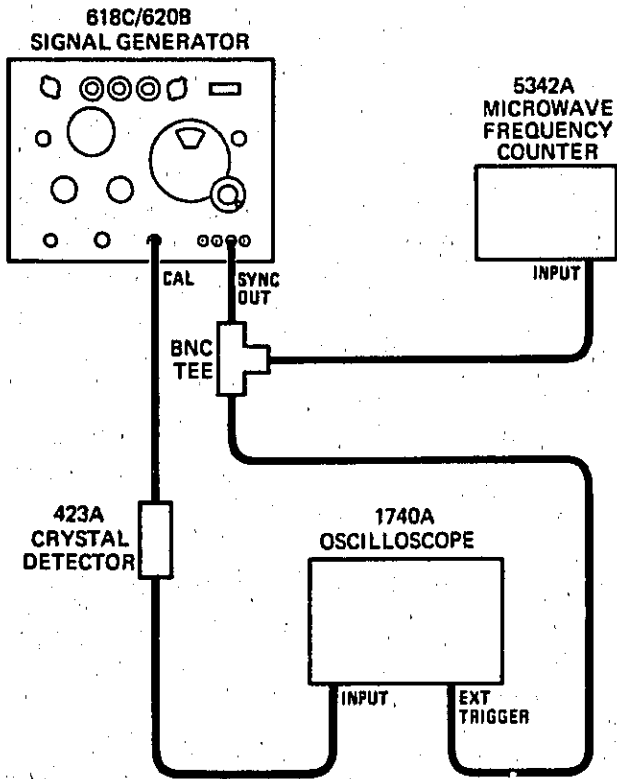 618C/620B
SIGNAL GENERATOR
5342A
MICROWAVE
FREQUENCY
COUNTER
INPUT
CAL
SYNC
OUT
BNC
TEE
423A
CRYSTAL
DETECTOR
1740A
OSCILLOSCOPE
INPUT
EXT
TRIGGER